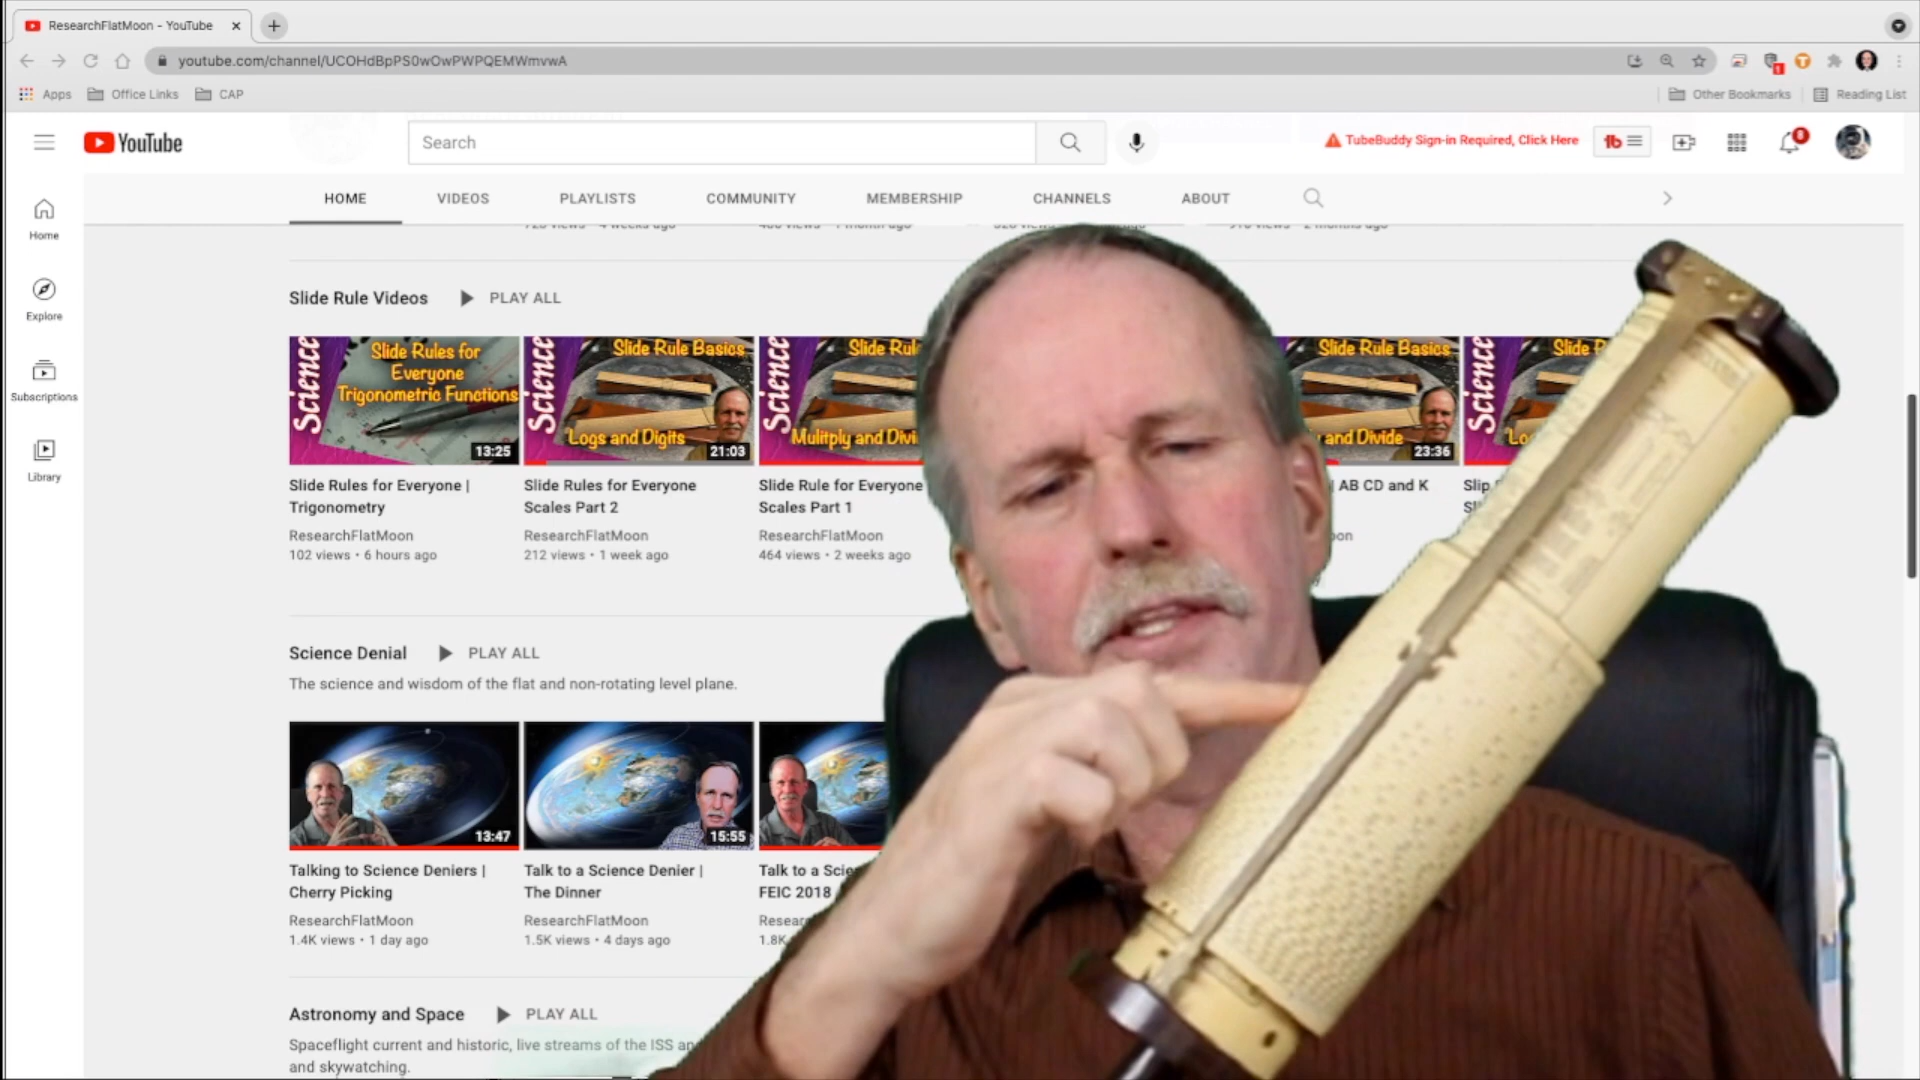 ResearchFlatMoon - YouTube
youtube.com/channel/UCOHdBpPS0wOwPWPQEMWmvwA
Apps Office Links CAP Other Bookmarks Reading List
YouTube Search TubeBuddy Sign-in Required, Click Here tb 8
HOME VIDEOS PLAYLISTS COMMUNITY MEMBERSHIP CHANNELS ABOUT
Home
Explore
Subscriptions
Library
Slide Rule Videos PLAY ALL
Science
Slide Rules for
Everyone
Trigonometric Functions
13:25
Science
Slide Rule Basics
Logs and Digits
21:03
Science
Mulitply and
Slide Rule Basics
and Divide
23:36
Science
Slide Rules for Everyone |
Trigonometry
ResearchFlatMoon
102 views • 6 hours ago
Slide Rules for Everyone
Scales Part 2
ResearchFlatMoon
212 views • 1 week ago
Slide Rule for Everyone
Scales Part 1
ResearchFlatMoon
464 views • 2 weeks ago
| AB CD and K
Science Denial PLAY ALL
The science and wisdom of the flat and non-rotating level plane.
13:47
15:55
Talking to Science Deniers |
Cherry Picking
ResearchFlatMoon
1.4K views • 1 day ago
Talk to a Science Denier |
The Dinner
ResearchFlatMoon
1.5K views • 4 days ago
Talk to a
FEIC 2018
1.8K
Astronomy and Space PLAY ALL
Spaceflight current and historic, live streams of the ISS
and skywatching.